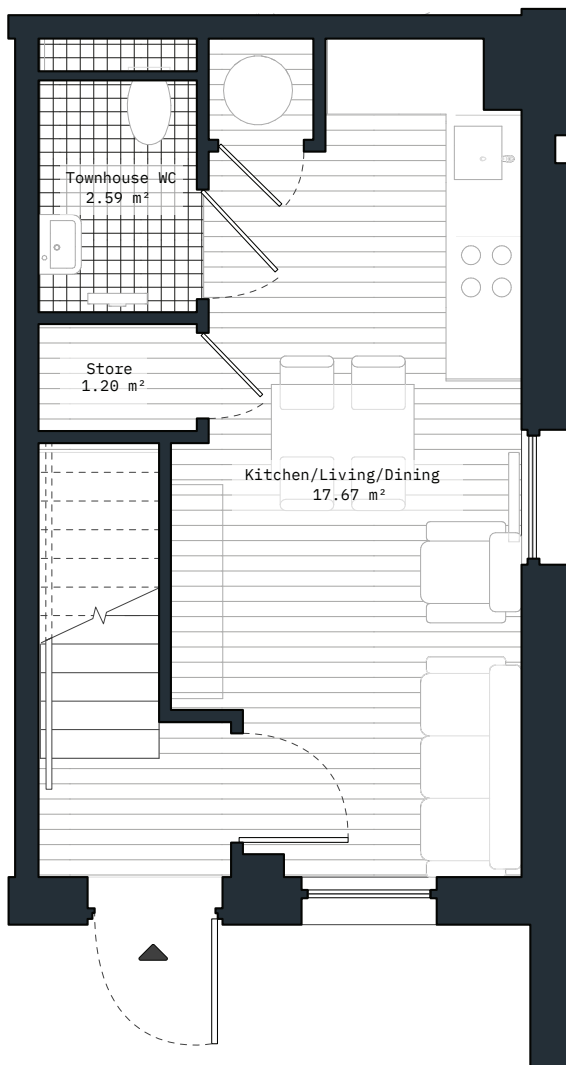 Townhouse WC
2.59 m²
Store
1.20 m²
Kitchen/Living/Dining
17.67 m²